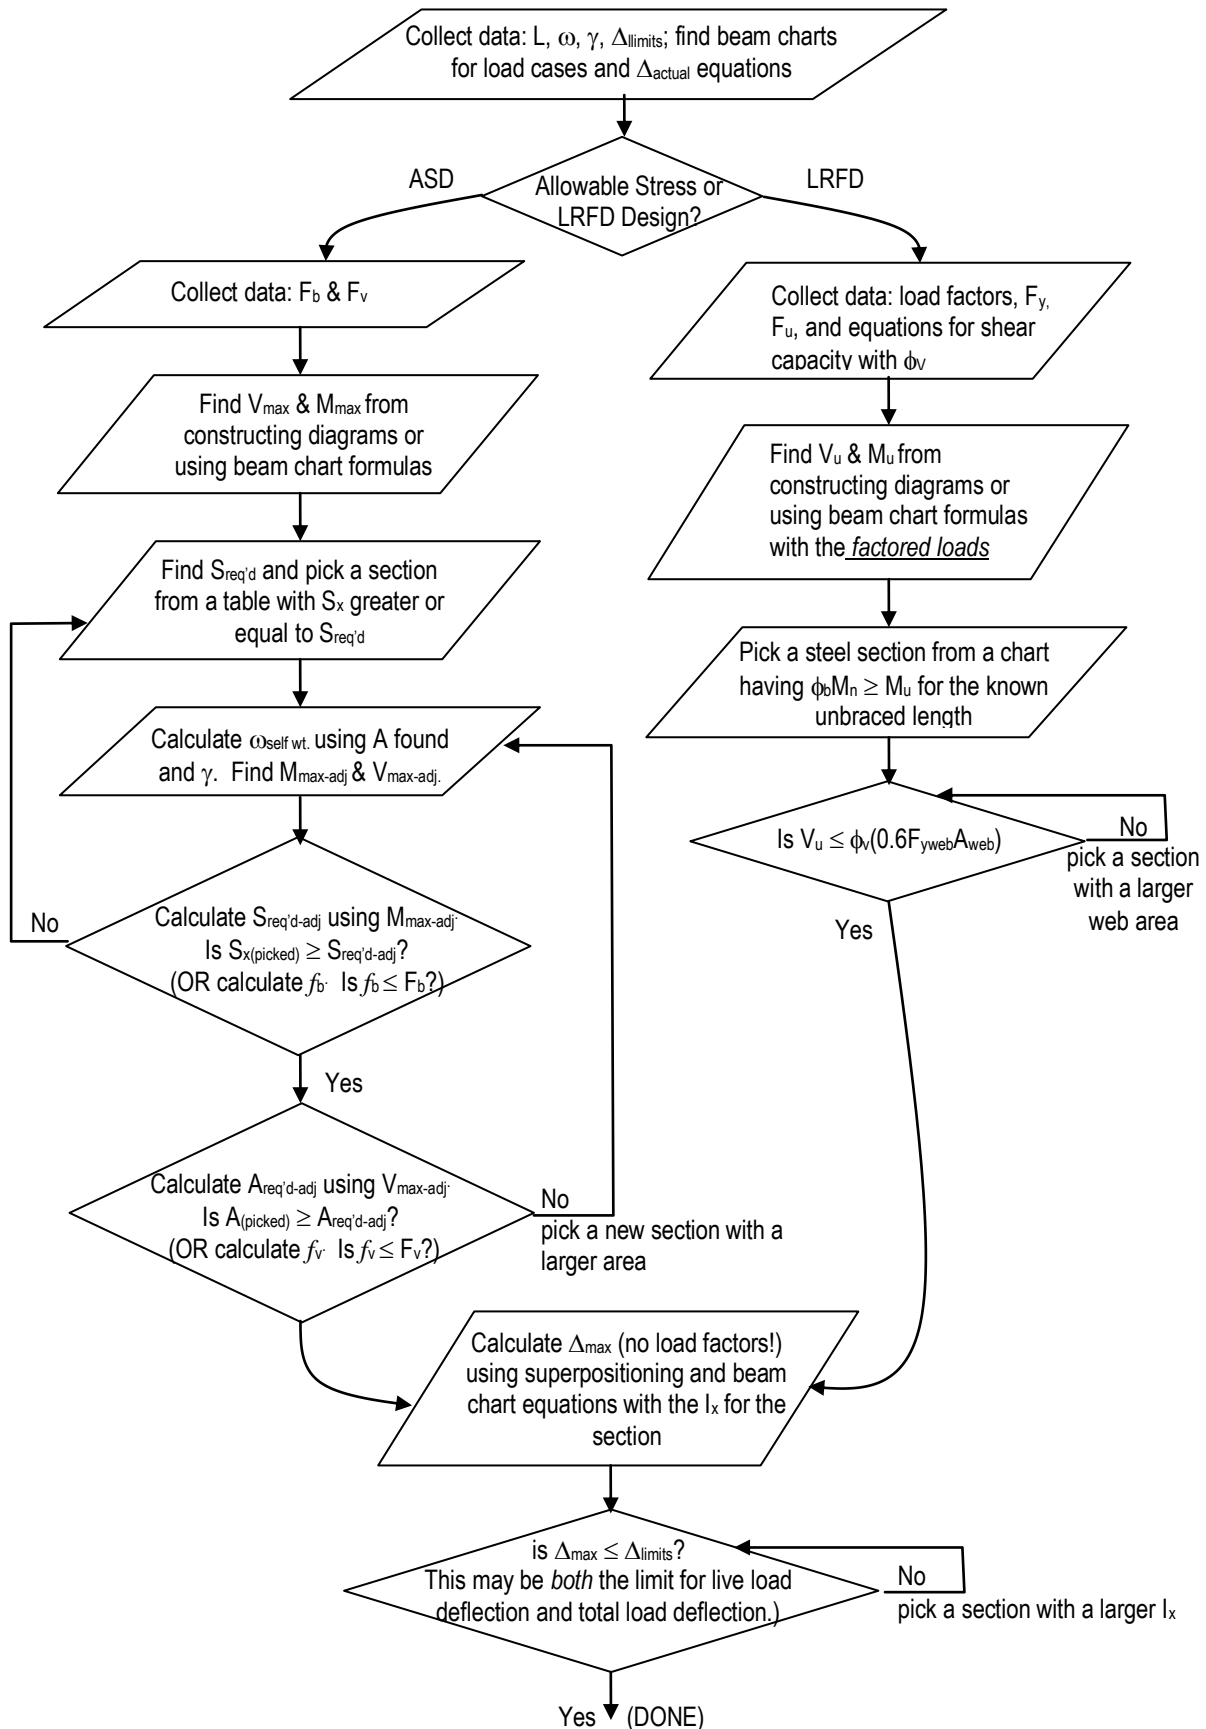 Collect data: L, ω, γ, Δllimits; find beam charts
for load cases and Δactual equations
ASD
Allowable Stress or
LRFD Design?
LRFD
Collect data: Fb & Fv
Collect data: load factors, Fy,
Fu, and equations for shear
capacity with ϕv
Find Vmax & Mmax from
constructing diagrams or
using beam chart formulas
Find Vu & Mu from
constructing diagrams or
using beam chart formulas
with the factored loads
Find Sreq'd and pick a section
from a table with Sx greater or
equal to Sreq'd
Pick a steel section from a chart
having ϕbMn ≥ Mu for the known
unbraced length
Calculate ωself wt. using A found
and γ. Find Mmax-adj & Vmax-adj.
Is Vu ≤ ϕv(0.6FywebAweb)
No
pick a section
with a larger
web area
Yes
No
Calculate Sreq'd-adj using Mmax-adj.
Is Sx(picked) ≥ Sreq'd-adj?
(OR calculate fb. Is fb ≤ Fb?)
Yes
Calculate Areq'd-adj using Vmax-adj.
Is A(picked) ≥ Areq'd-adj?
(OR calculate fv. Is fv ≤ Fv?)
No
pick a new section with a
larger area
Calculate Δmax (no load factors!)
using superpositioning and beam
chart equations with the Ix for the
section
is Δmax ≤ Δlimits?
This may be both the limit for live load
deflection and total load deflection.)
No
pick a section with a larger Ix
Yes (DONE)